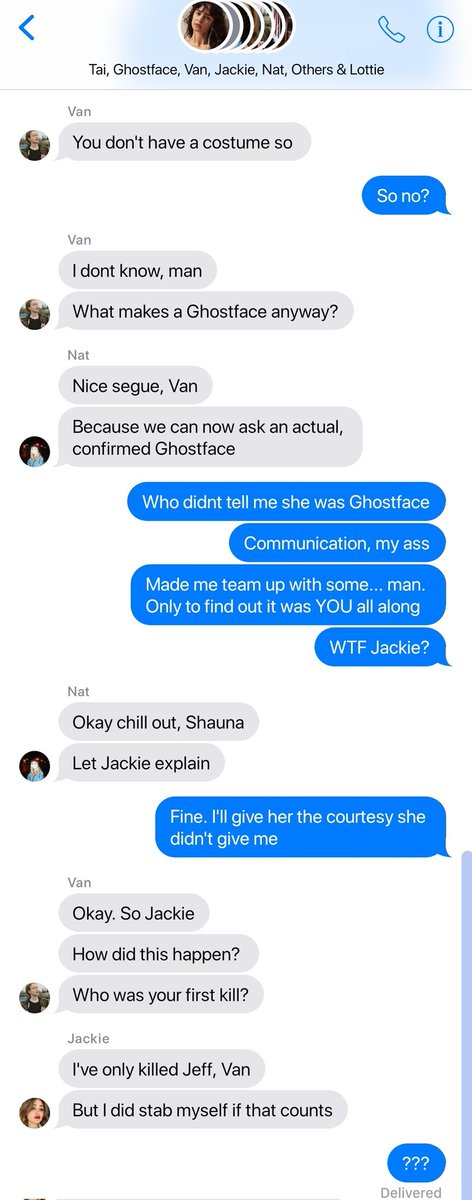 Tai, Ghostface, Van, Jackie, Nat, Others & Lottie
Van
You don't have a costume so
So no?
Van
I dont know, man
What makes a Ghostface anyway?
Nat
Nice segue, Van
Because we can now ask an actual,
confirmed Ghostface
Who didnt tell me she was Ghostface
Communication, my ass
Made me team up with some... man.
Only to find out it was YOU all along
WTF Jackie?
Nat
Okay chill out, Shauna
Let Jackie explain
Fine. I'll give her the courtesy she
didn't give me
Van
Okay. So Jackie
How did this happen?
Who was your first kill?
Jackie
I've only killed Jeff, Van
But I did stab myself if that counts
???
Delivered